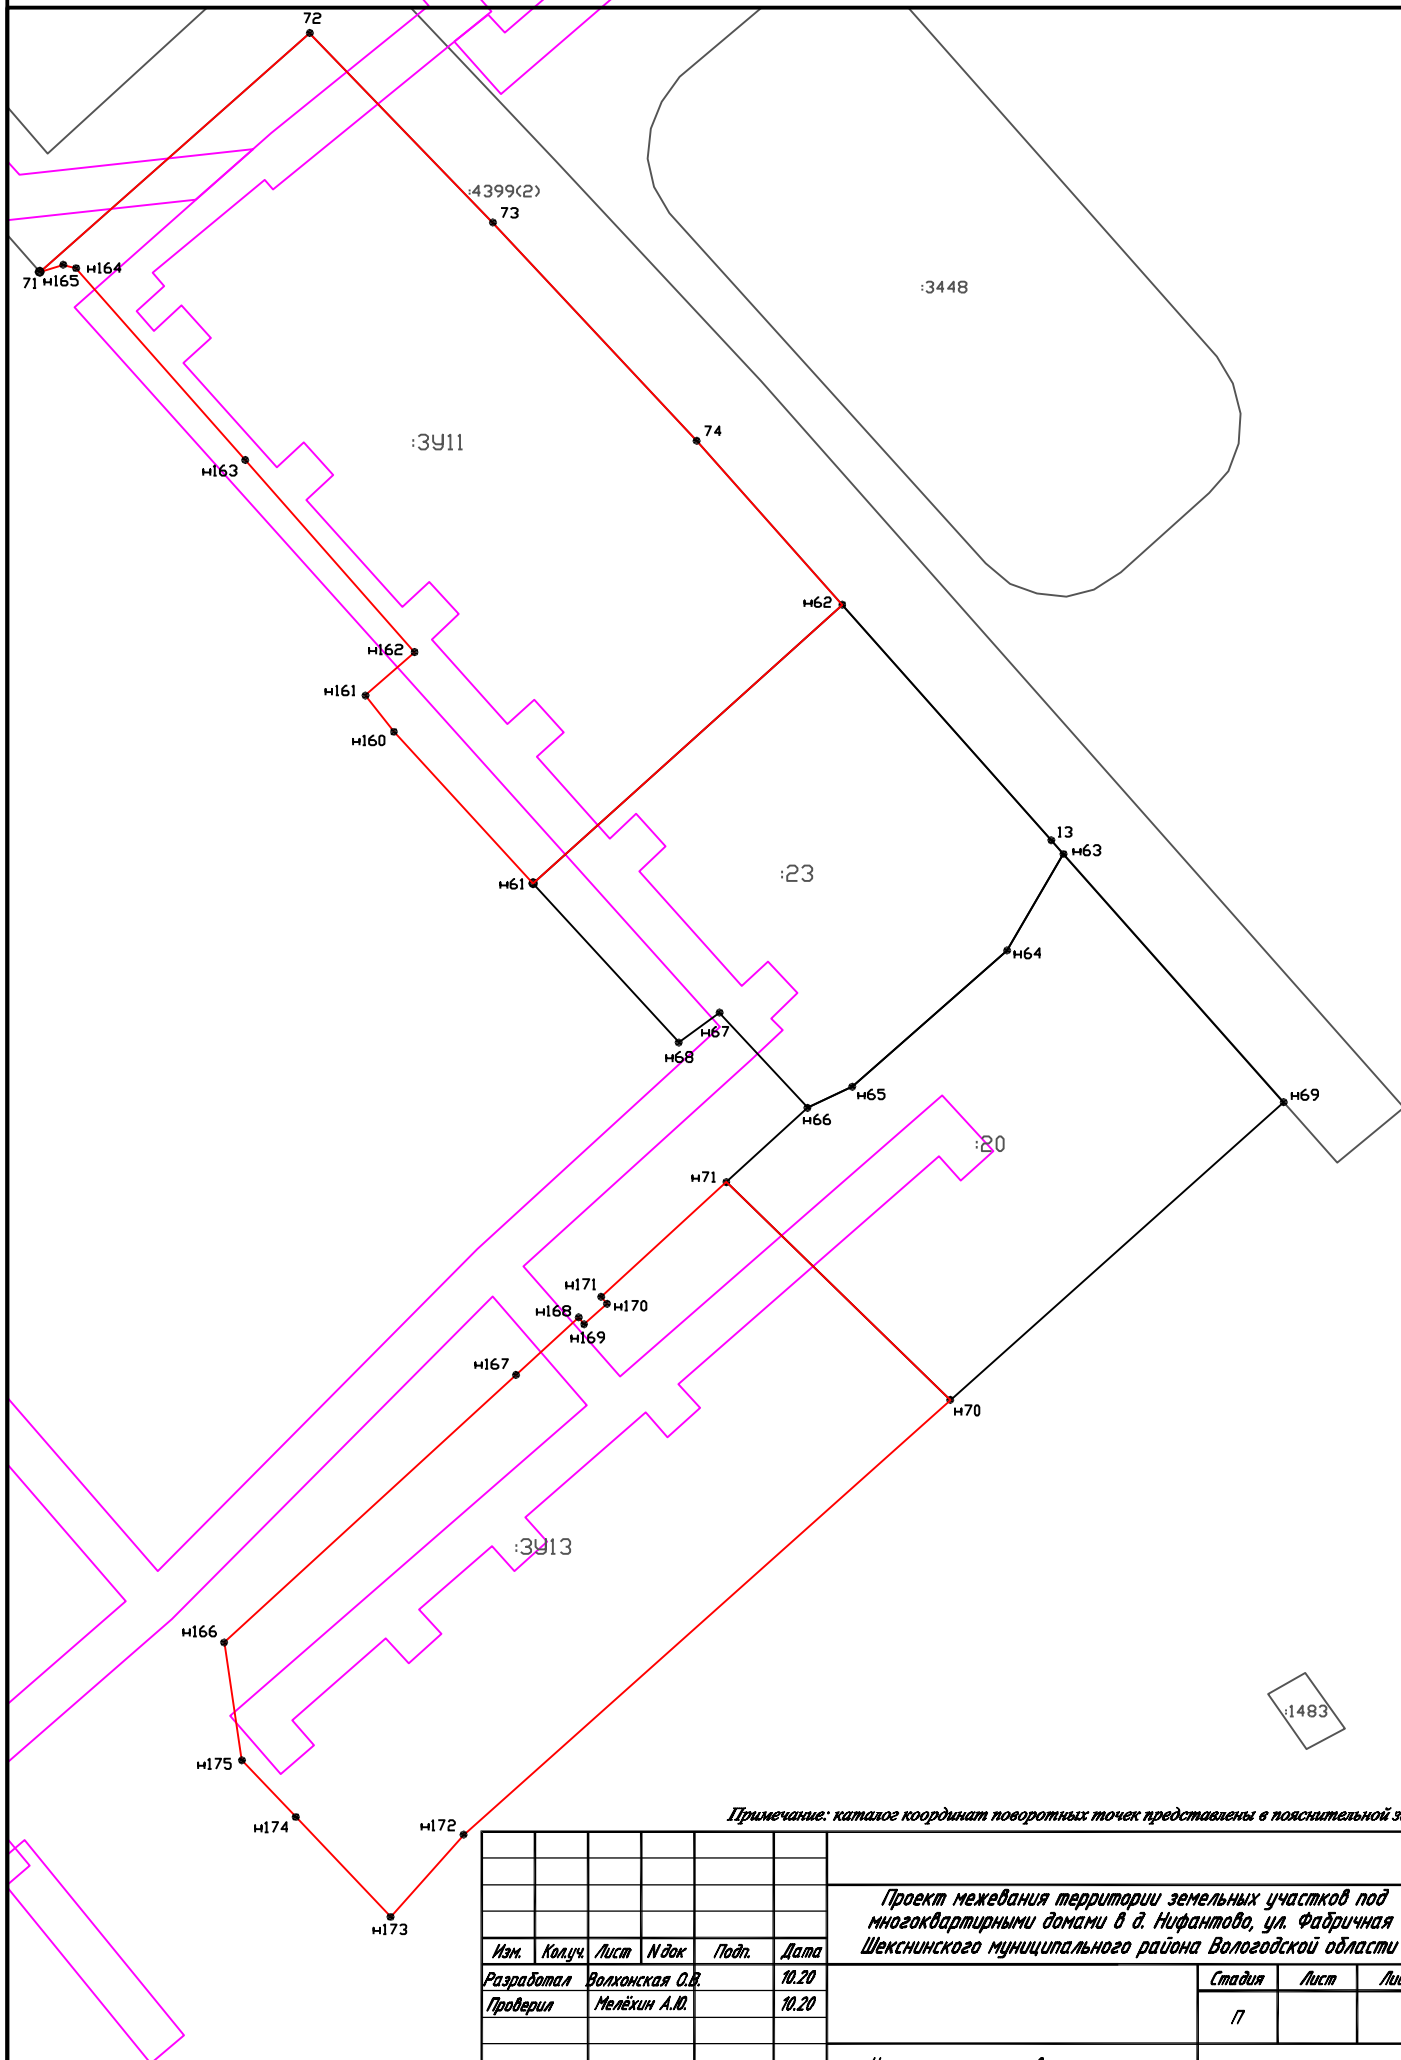 72
:4399(2)
73
71
н165
н164
:3448
74
:ЗУ11
н163
н62
н162
н161
н160
13
н63
:23
н61
н64
н67
н68
н65
н69
н66
:20
н71
н171
н170
н168
н169
н167
н70
:ЗУ13
н166
:1483
н175
н174
н172
н173
Примечание: каталог координат поворотных точек представлены в пояснительной
Проект межевания территории земельных участков под
многоквартирными домами в д. Нифантово, ул. Фабричная
Шекснинского муниципального района Вологодской области
Изм. Кол.уч. Лист N док Подп. Дата
Разработал Волхонская О.В. 10.20
Стадия Лист
Проверил Мелёхин А.Ю. 10.20
П